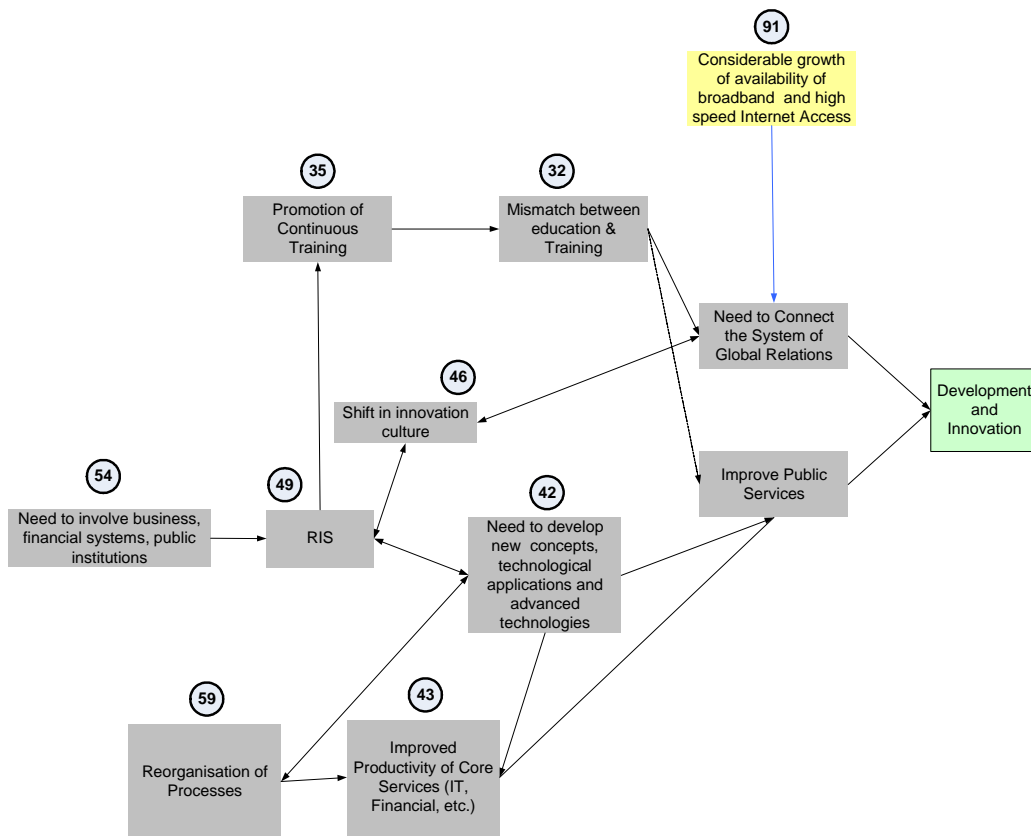 91
Considerable growth
of availability of
broadband and high
speed Internet Access
35
Promotion of
Continuous
Training
32
Mismatch between
education &
Training
Need to Connect
the System of
Global Relations
46
Shift in innovation
culture
Development
and
Innovation
54
Need to involve business,
financial systems, public
institutions
49
RIS
42
Need to develop
new concepts,
technological
applications and
advanced
technologies
Improve Public
Services
59
Reorganisation of
Processes
43
Improved
Productivity of Core
Services (IT,
Financial, etc.)